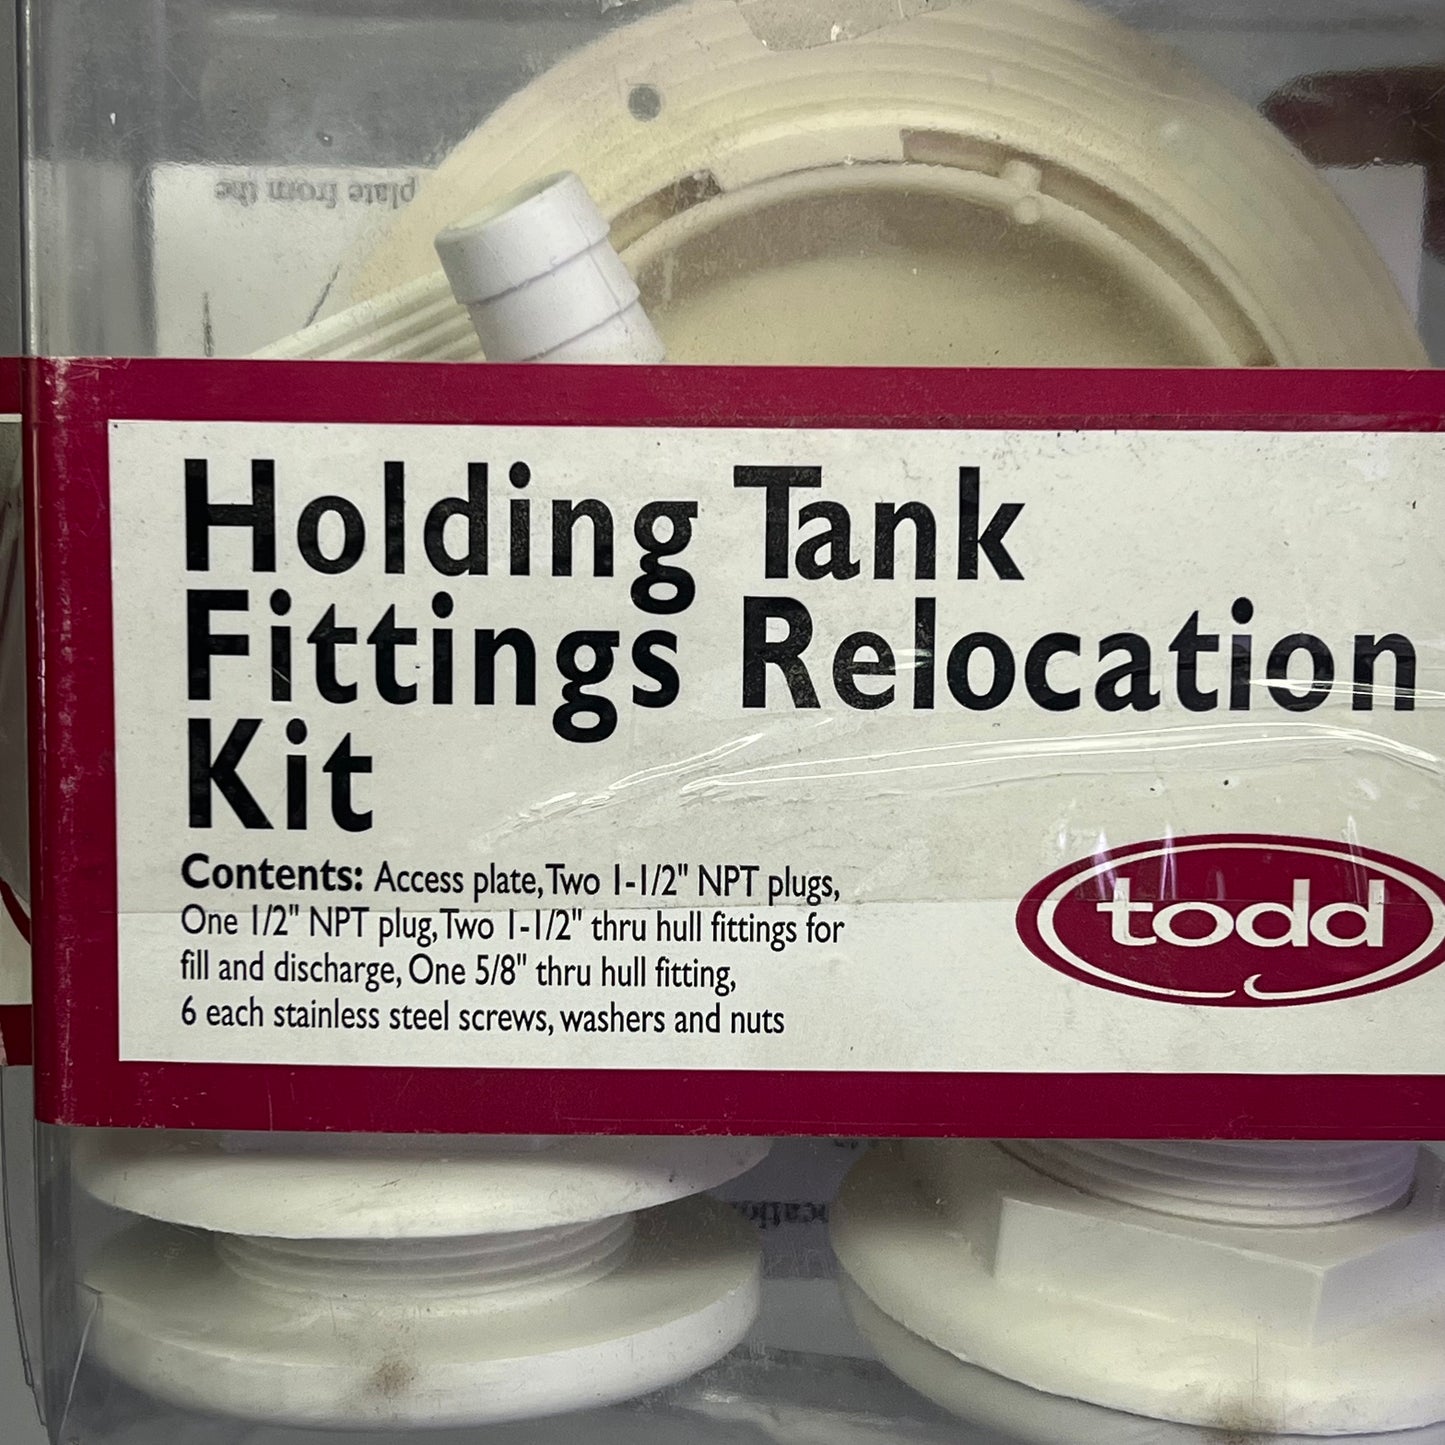 plate from the
Holding Tank
Fittings Relocation
Kit
Contents: Access plate, Two 1-1/2" NPT plugs,
One 1/2" NPT plug, Two 1-1/2" thru hull fittings for
fill and discharge, One 5/8" thru hull fitting,
6 each stainless steel screws, washers and nuts
todd